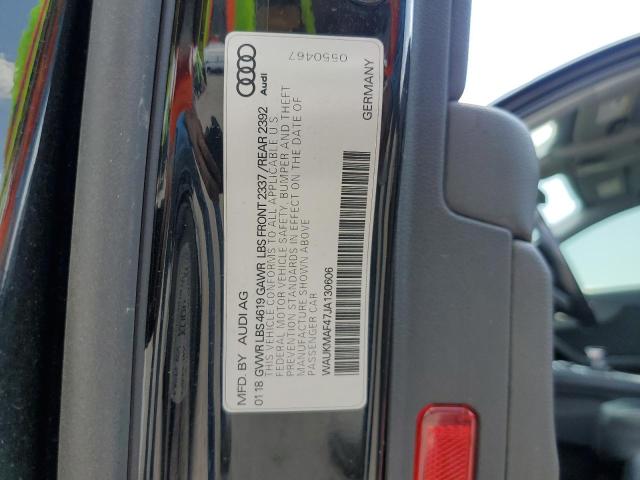 Audi
0550467
MFD. BY AUDI AG
GERMANY
01 18 GVWR LBS 4619 GAWR LBS FRONT 2337 / REAR 2392
THIS VEHICLE CONFORMS TO ALL APPLICABLE U S
FEDERAL MOTOR VEHICLE SAFETY, BUMPER AND THEFT
PREVENTION STANDARDS IN EFFECT ON THE DATE OF
MANUFACTURE SHOWN ABOVE
PASSENGER CAR
WAUKMAF47JA130606